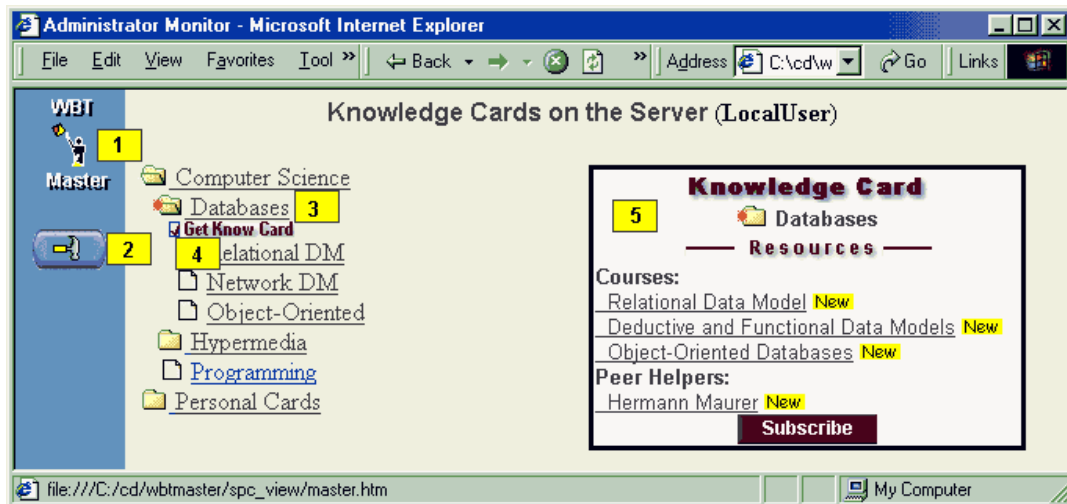 Administrator Monitor - Microsoft Internet Explorer
File Edit View Favorites Tool » Back » Address C:\cd\w Go Links
WBT
Master
1
2
Knowledge Cards on the Server (LocalUser)
Computer Science
Databases 3
Get Know Card
4 elational DM
Network DM
Object-Oriented
Hypermedia
Programming
Personal Cards
5
Knowledge Card
Databases
Resources
Courses:
Relational Data Model New
Deductive and Functional Data Models New
Object-Oriented Databases New
Peer Helpers:
Hermann Maurer New
Subscribe
file:///C:/cd/wbtmaster/spc_view/master.htm My Computer